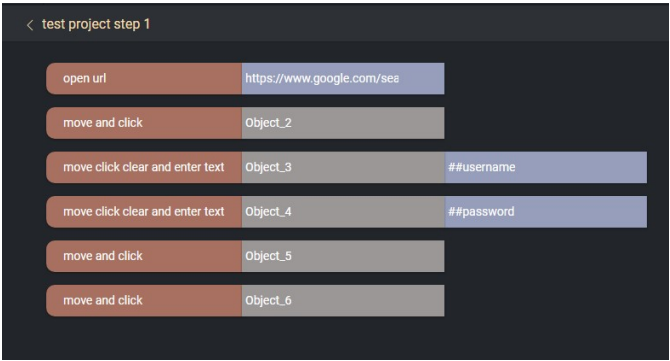 test project step 1
open url https://www.google.com/sea
move and click Object_2
move click clear and enter text Object_3 ##username
move click clear and enter text Object_4 ##password
move and click Object_5
move and click Object_6